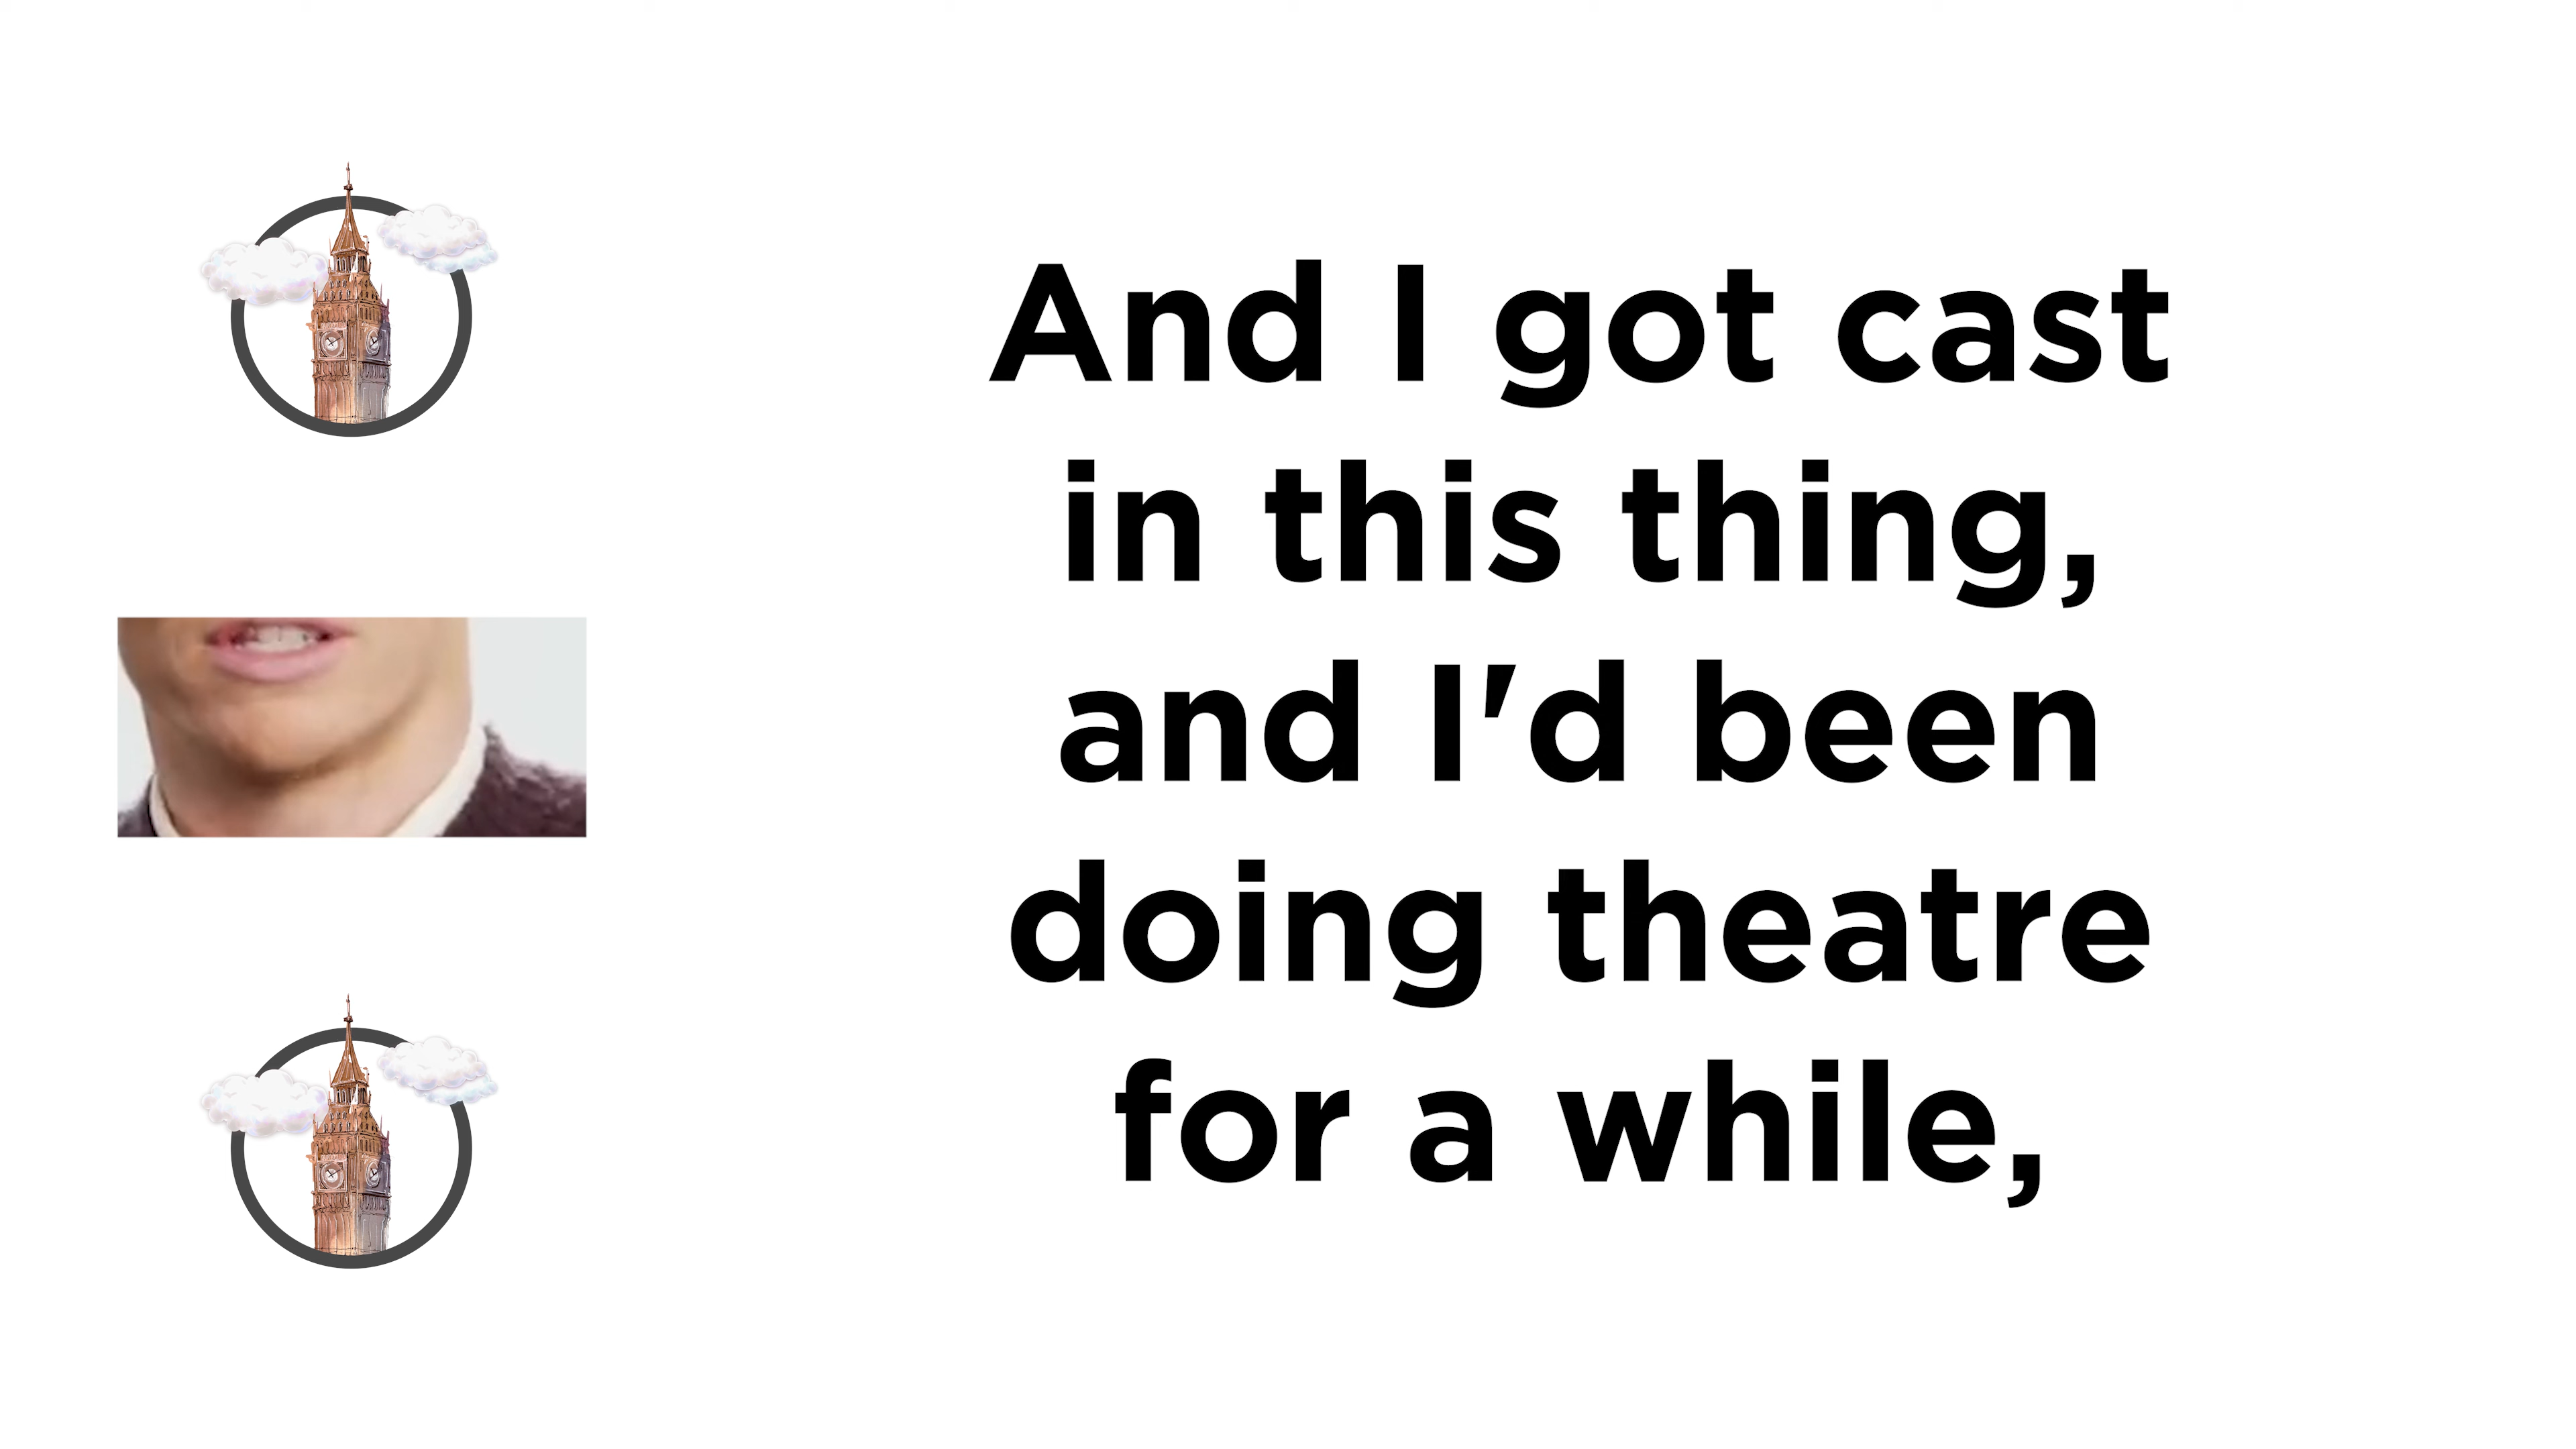 And I got cast
in this thing,
and I'd been
doing theatre
for a while,